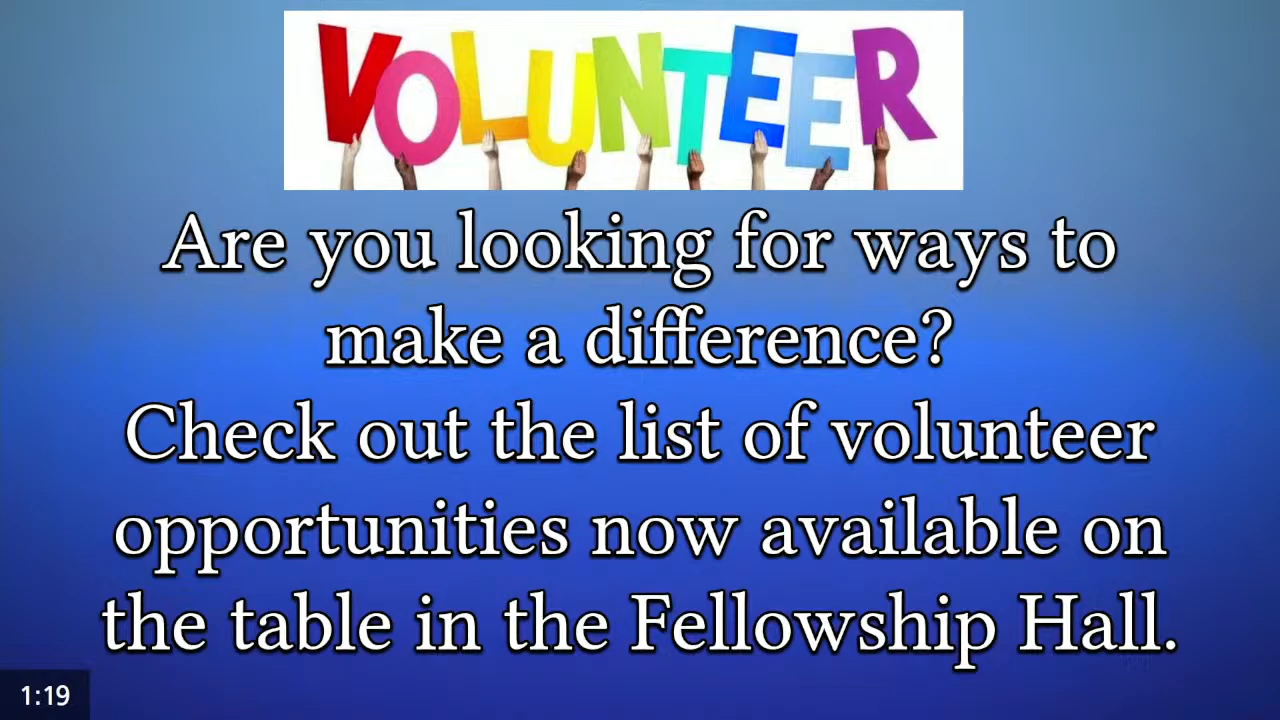 VOLUNTEER
Are you looking for ways to
make a difference?
Check out the list of volunteer
opportunities now available on
the table in the Fellowship Hall.
1:19